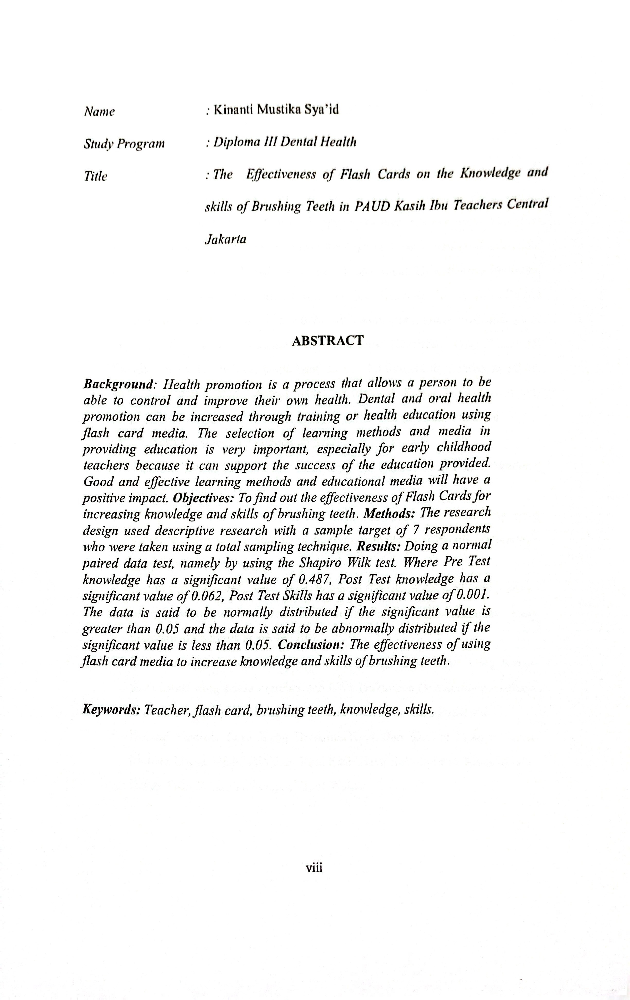 Name : Kinanti Mustika Sya'id
Study Program : Diploma III Dental Health
Title : The Effectiveness of Flash Cards on the Knowledge and
skills of Brushing Teeth in PAUD Kasih Ibu Teachers Central
Jakarta
ABSTRACT
Background: Health promotion is a process that allows a person to be
able to control and improve their own health. Dental and oral health
promotion can be increased through training or health education using
flash card media. The selection of learning methods and media in
providing education is very important, especially for early childhood
teachers because it can support the success of the education provided.
Good and effective learning methods and educational media will have a
positive impact. Objectives: To find out the effectiveness of Flash Cards for
increasing knowledge and skills of brushing teeth. Methods: The research
design used descriptive research with a sample target of 7 respondents
who were taken using a total sampling technique. Results: Doing a normal
paired data test, namely by using the Shapiro Wilk test. Where Pre Test
knowledge has a significant value of 0.487, Post Test knowledge has a
significant value of 0.062, Post Test Skills has a significant value of 0.001.
The data is said to be normally distributed if the significant value is
greater than 0.05 and the data is said to be abnormally distributed if the
significant value is less than 0.05. Conclusion: The effectiveness of using
flash card media to increase knowledge and skills of brushing teeth.
Keywords: Teacher, flash card, brushing teeth, knowledge, skills.
viii